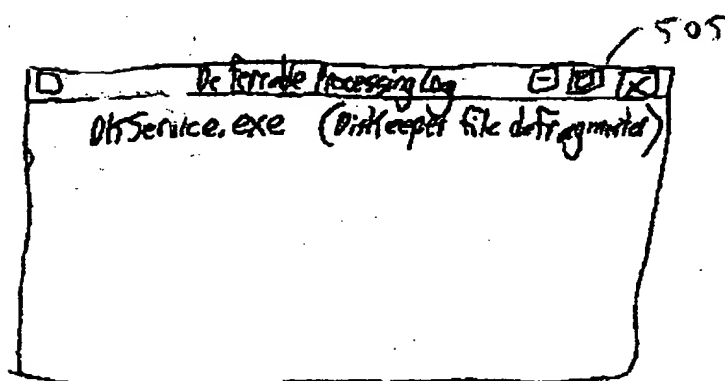 505
Deferrable Processing Log
DkService.exe (DisKeeper file defragmenter)